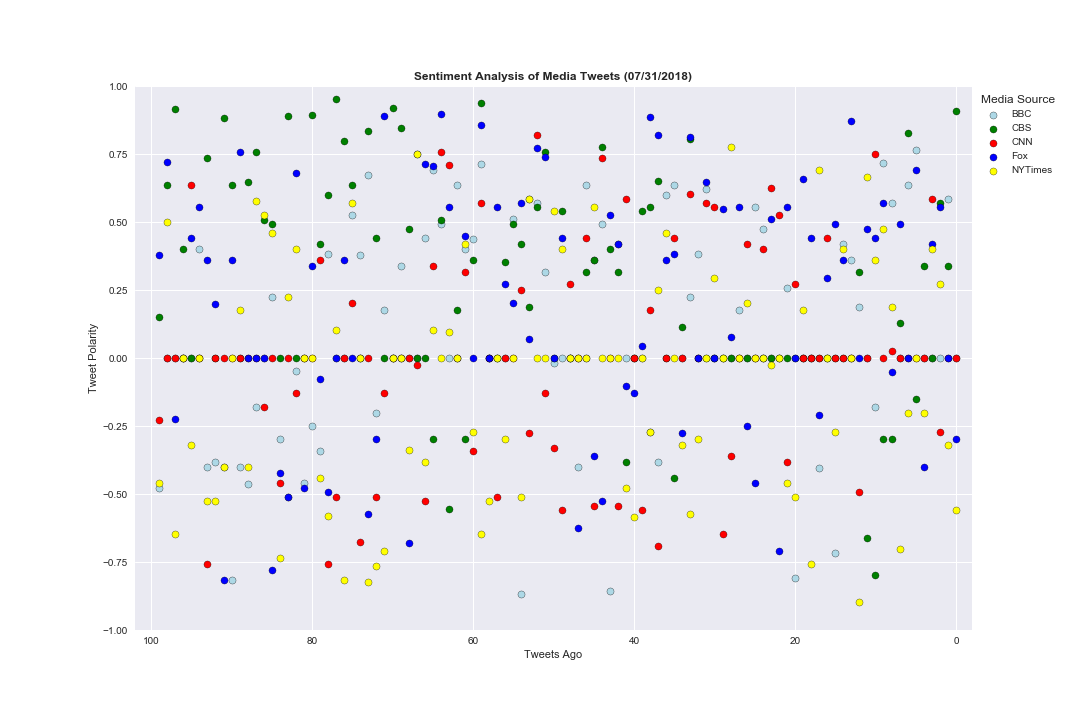 Sentiment Analysis of Media Tweets (07/31/2018)
Media Source
BBC
CBS
CNN
Fox
NYTimes
1.00
0.75
0.50
0.25
0.00
−0.25
−0.50
−0.75
−1.00
Tweet Polarity
100
80
60
40
20
0
Tweets Ago